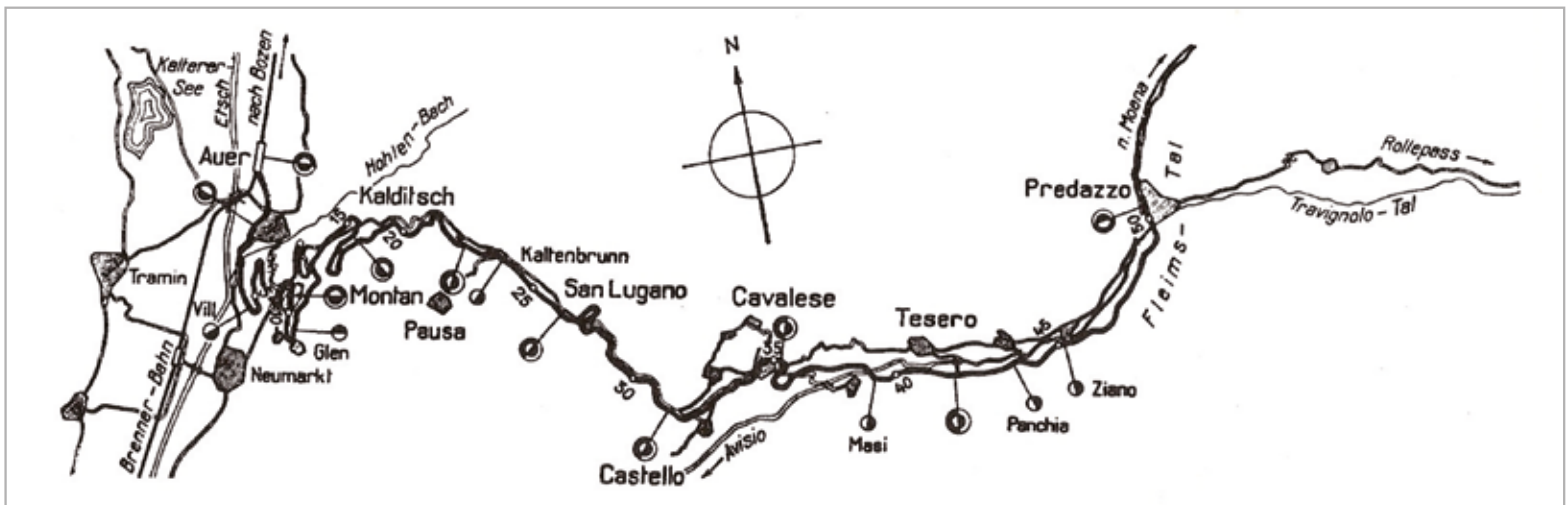 Kalterer-
See
Etsch
nach Bozen
Auer
Hohlen-Bach
Kalditsch
15
20
Tramin
Vill
Montan
10
Glen
Neumarkt
Brenner-Bahn
Pausa
Kaltenbrunn
25
San Lugano
30
N
Cavalese
35
Castello
Avisio
Masi
40
Tesero
Panchia
45
Ziano
Predazzo
50
n. Moena
Fleims-Tal
Travignolo-Tal
Rollepass